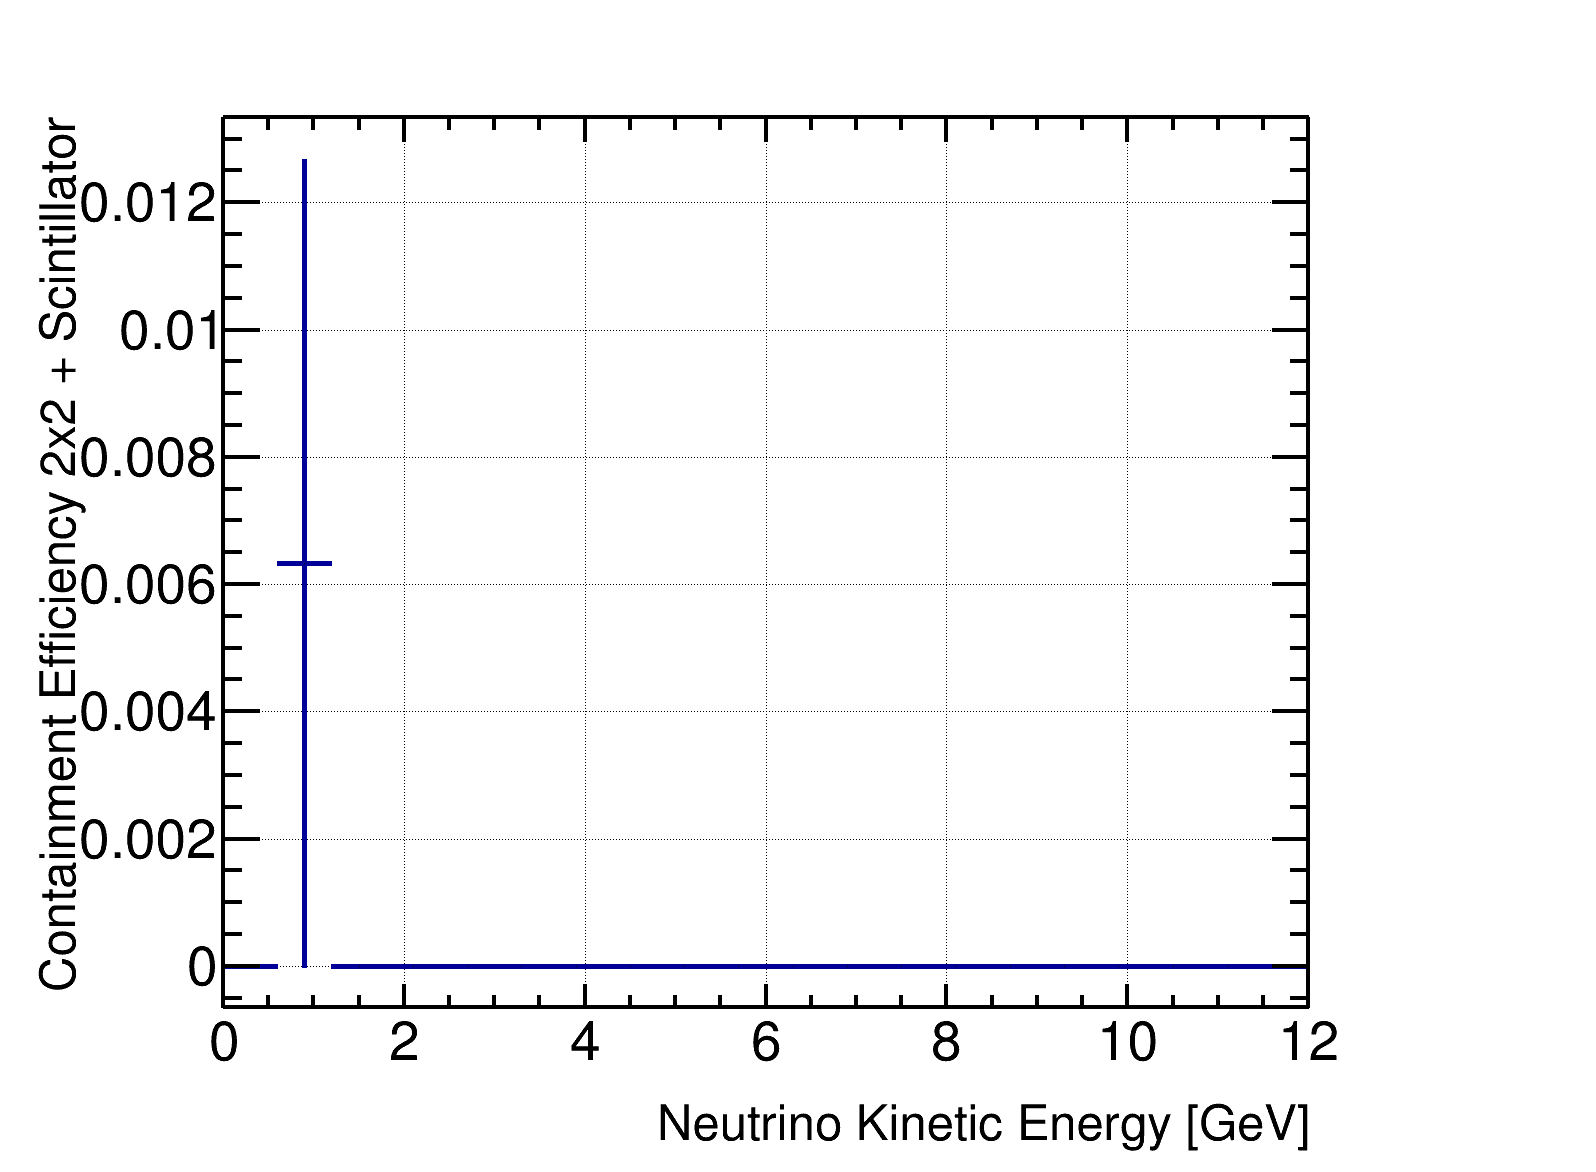 Containment Efficiency 2x2 + Scintillator
0.012
0.01
0.008
0.006
0.004
0.002
0
0 2 4 6 8 10 12
Neutrino Kinetic Energy [GeV]